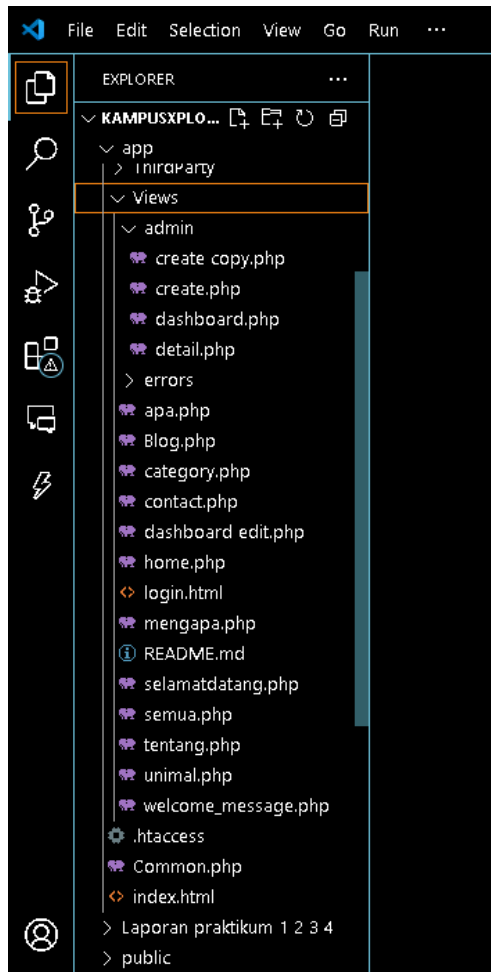 File Edit Selection View Go Run ...
EXPLORER ...
KAMPUSXPLO...
app
ThirdParty
Views
admin
create copy.php
create.php
dashboard.php
detail.php
errors
apa.php
Blog.php
category.php
contact.php
dashboard edit.php
home.php
login.html
mengapa.php
README.md
selamatdatang.php
semua.php
tentang.php
unimal.php
welcome_message.php
.htaccess
Common.php
index.html
Laporan praktikum 1 2 3 4
public